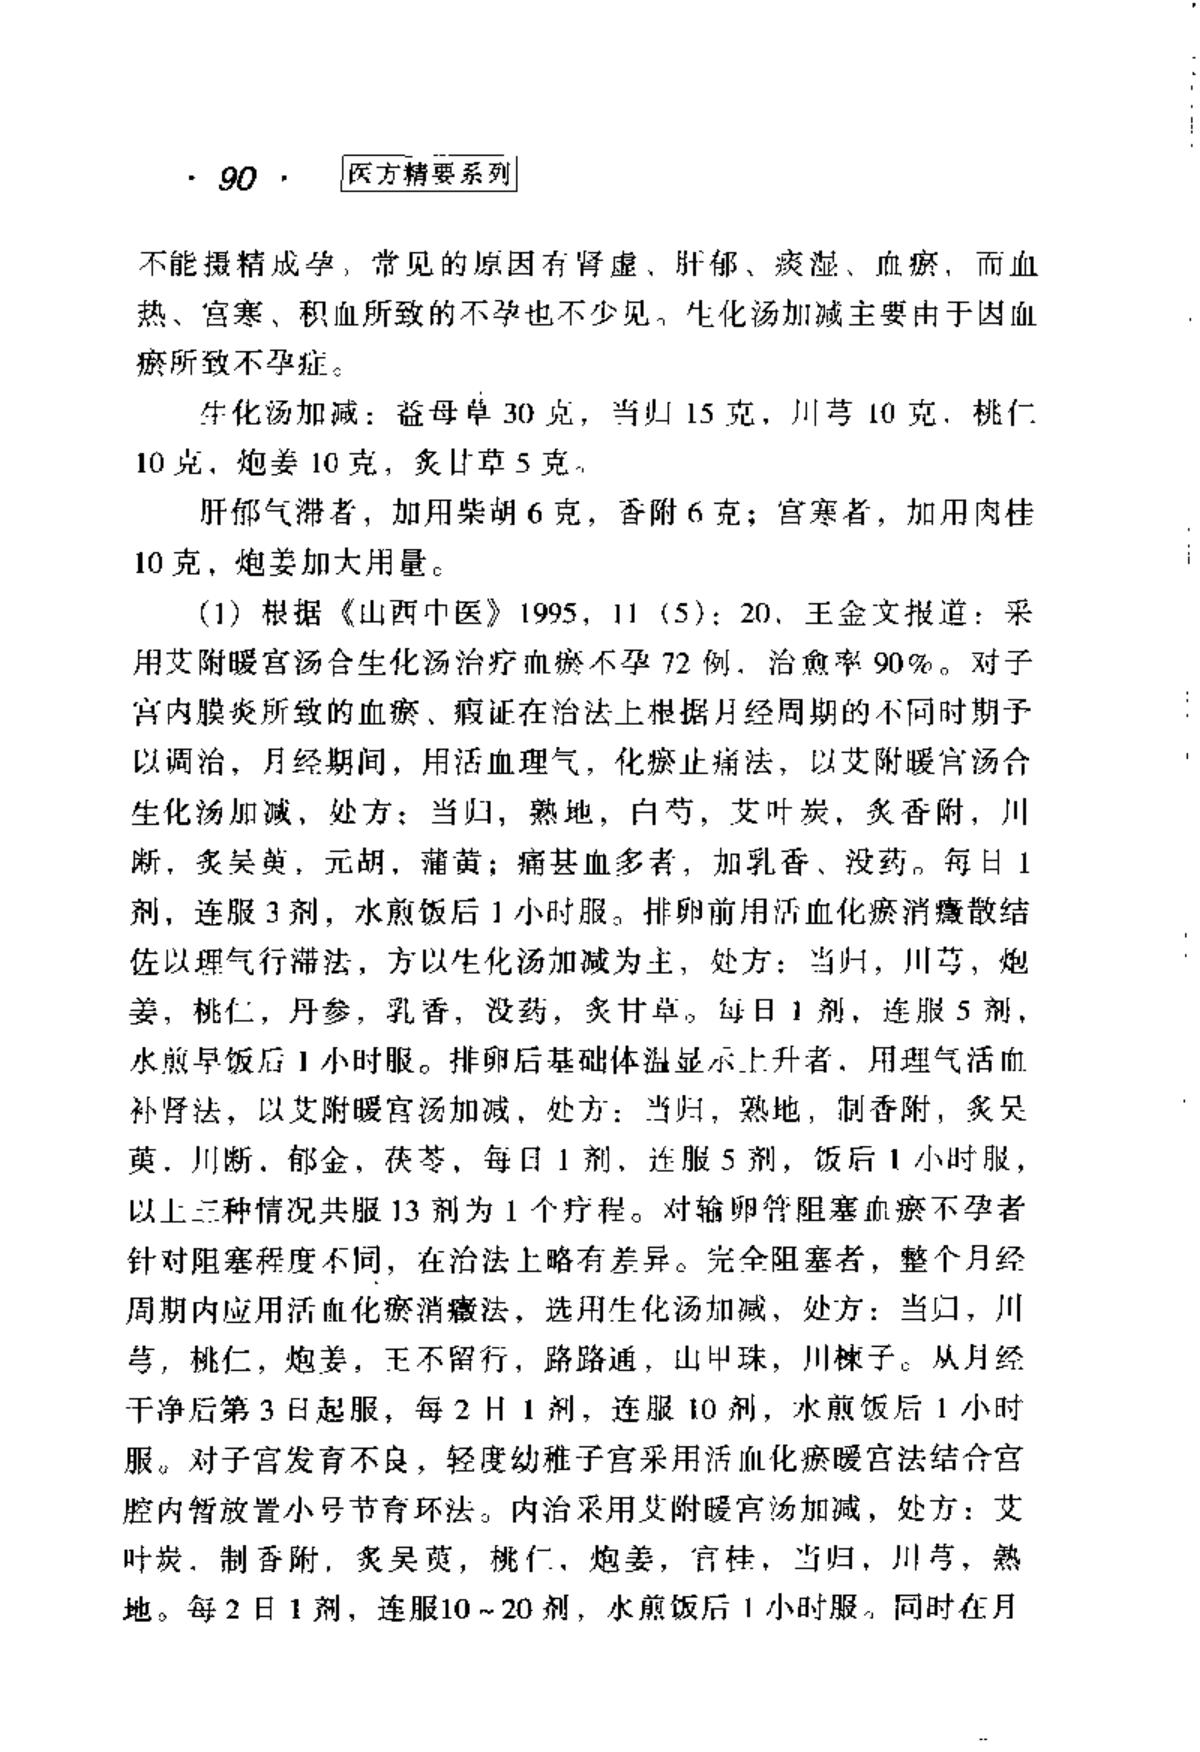 · 90 · 医方精要系列
不能摄精成孕，常见的原因有肾虚、肝郁、痰湿、血瘀，而血
热、宫寒、积血所致的不孕也不少见。生化汤加减主要由于因血
瘀所致不孕症。
生化汤加减：益母草 30 克，当归 15 克，川芎 10 克，桃仁
10 克，炮姜 10 克，炙甘草 5 克。
肝郁气滞者，加用柴胡 6 克，香附 6 克；宫寒者，加用肉桂
10 克，炮姜加大用量。
(1) 根据《山西中医》1995，11（5）：20，王金文报道：采
用艾附暖宫汤合生化汤治疗血瘀不孕 72 例，治愈率 90%。对子
宫内膜炎所致的血瘀、瘕证在治法上根据月经周期的不同时期予
以调治，月经期间，用活血理气，化瘀止痛法，以艾附暖宫汤合
生化汤加减，处方：当归，熟地，白芍，艾叶炭，炙香附，川
断，炙吴萸，元胡，蒲黄；痛甚血多者，加乳香、没药。每日 1
剂，连服 3 剂，水煎饭后 1 小时服。排卵前用活血化瘀消癥散结
佐以理气行滞法，方以生化汤加减为主，处方：当归，川芎，炮
姜，桃仁，丹参，乳香，没药，炙甘草。每日 1 剂，连服 5 剂，
水煎早饭后 1 小时服。排卵后基础体温显示上升者，用理气活血
补肾法，以艾附暖宫汤加减，处方：当归，熟地，制香附，炙吴
萸，川断，郁金，茯苓，每日 1 剂，连服 5 剂，饭后 1 小时服，
以上三种情况共服 13 剂为 1 个疗程。对输卵管阻塞血瘀不孕者
针对阻塞程度不同，在治法上略有差异。完全阻塞者，整个月经
周期内应用活血化瘀消癥法，选用生化汤加减，处方：当归，川
芎，桃仁，炮姜，王不留行，路路通，山甲珠，川楝子。从月经
干净后第 3 日起服，每 2 日 1 剂，连服 10 剂，水煎饭后 1 小时
服。对子宫发育不良，轻度幼稚子宫采用活血化瘀暖宫法结合宫
腔内暂放置小号节育环法。内治采用艾附暖宫汤加减，处方：艾
叶炭，制香附，炙吴萸，桃仁，炮姜，官桂，当归，川芎，熟
地。每 2 日 1 剂，连服10～20 剂，水煎饭后 1 小时服。同时在月